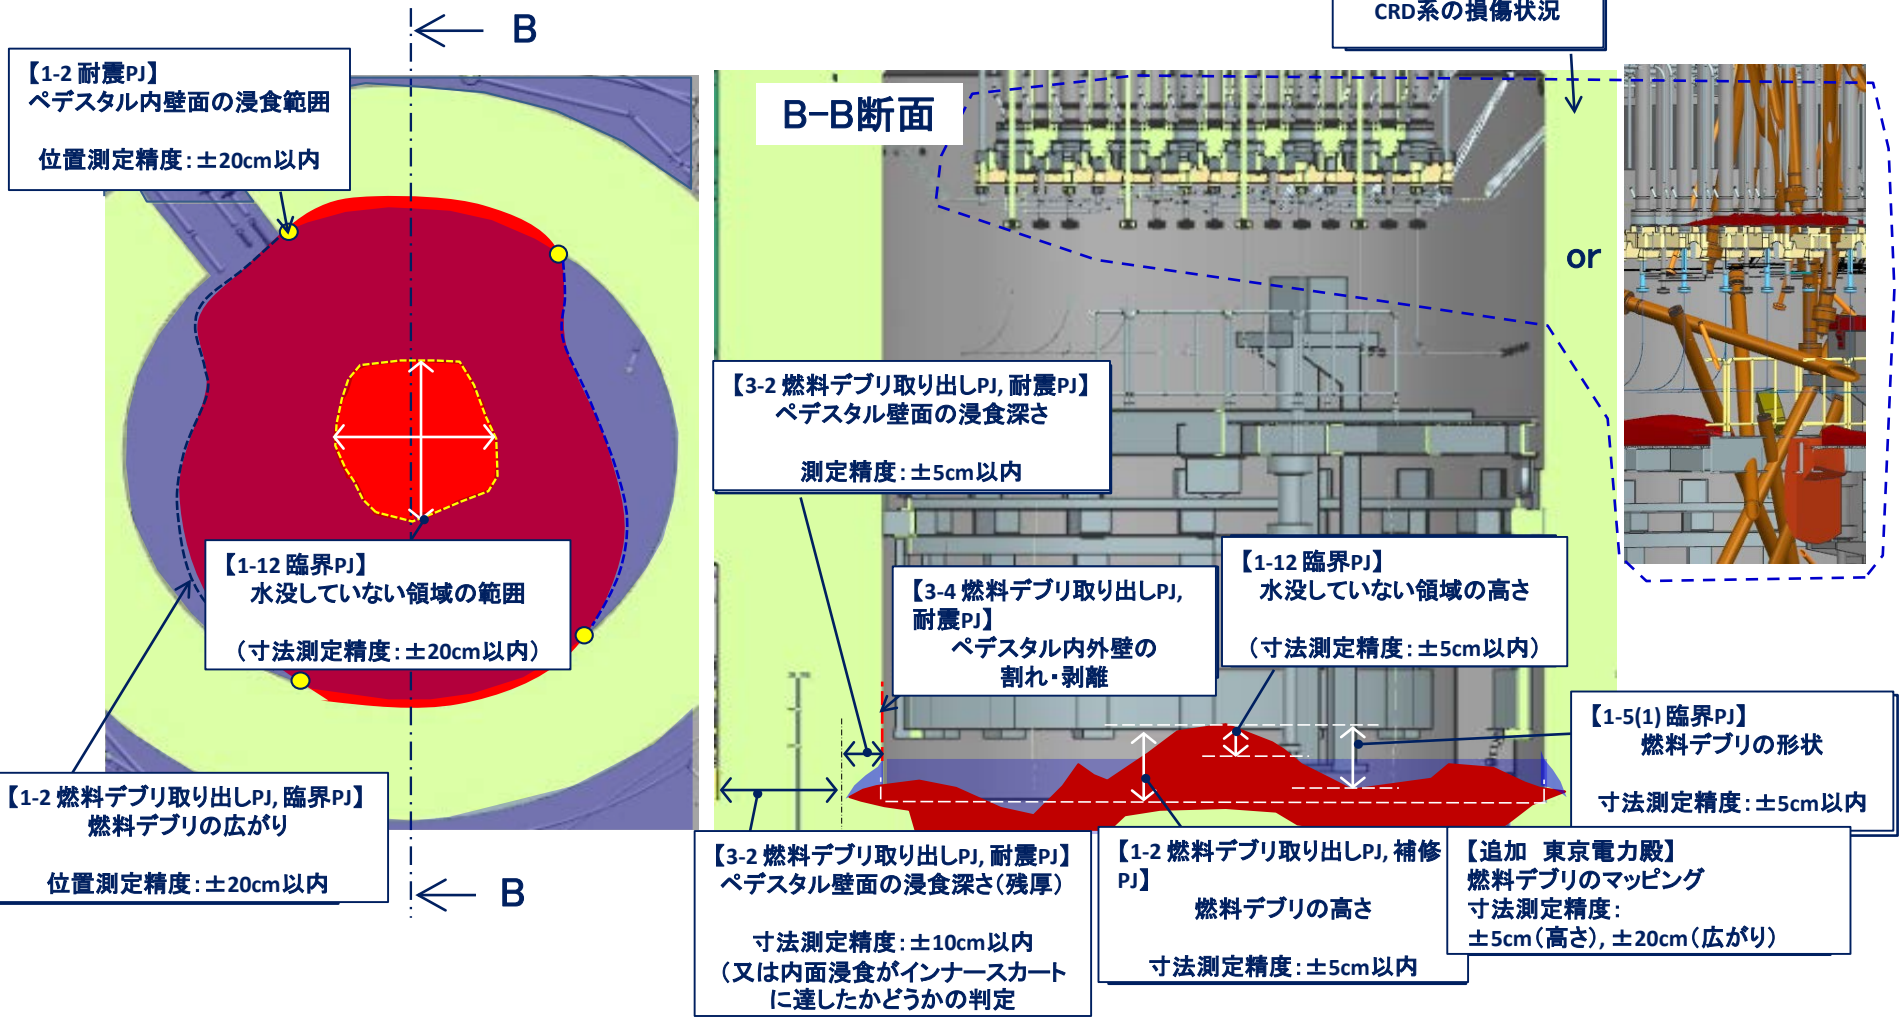 CRD系の損傷状況
B
【1-2 耐震PJ】
ペデスタル内壁面の浸食範囲
位置測定精度：±20cm以内
B-B断面
or
【3-2 燃料デブリ取り出しPJ, 耐震PJ】
ペデスタル壁面の浸食深さ
測定精度：±5cm以内
【1-12 臨界PJ】
水没していない領域の範囲
（寸法測定精度：±20cm以内）
【3-4 燃料デブリ取り出しPJ,
耐震PJ】
ペデスタル内外壁の
割れ・剥離
【1-12 臨界PJ】
水没していない領域の高さ
（寸法測定精度：±5cm以内）
【1-5(1) 臨界PJ】
燃料デブリの形状
寸法測定精度：±5cm以内
【1-2 燃料デブリ取り出しPJ, 臨界PJ】
燃料デブリの広がり
位置測定精度：±20cm以内
B
【3-2 燃料デブリ取り出しPJ, 耐震PJ】
ペデスタル壁面の浸食深さ（残厚）
寸法測定精度：±10cm以内
（又は内面浸食がインナースカート
に達したかどうかの判定
【1-2 燃料デブリ取り出しPJ, 補修
PJ】
燃料デブリの高さ
寸法測定精度：±5cm以内
【追加　東京電力殿】
燃料デブリのマッピング
寸法測定精度：
±5cm（高さ）, ±20cm（広がり）